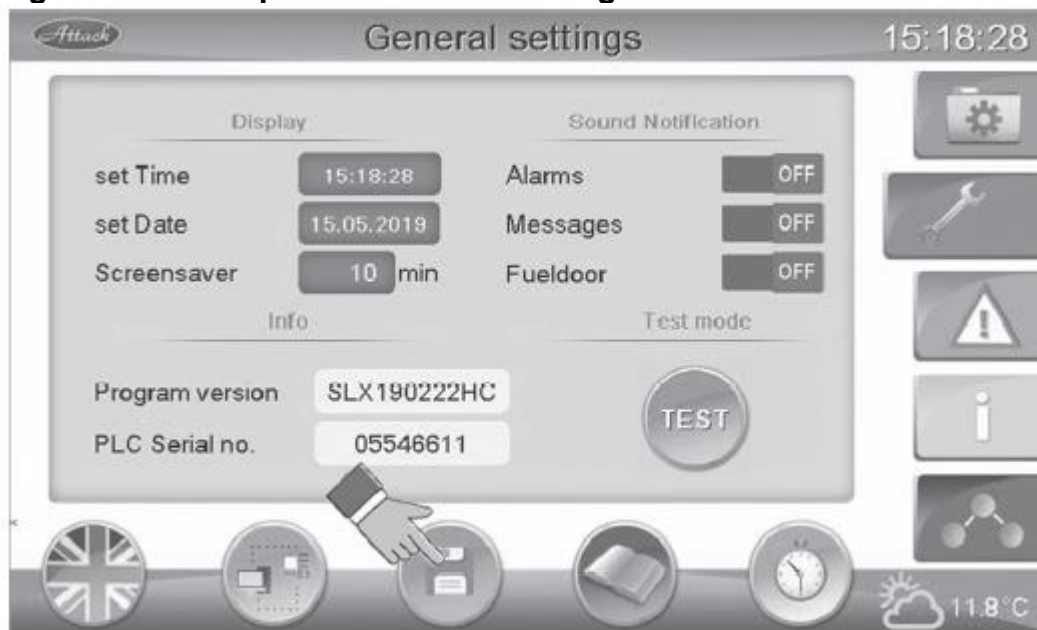 Attack
General settings
15:18:28
Display
Sound Notification
set Time
15:18:28
Alarms
OFF
set Date
15.05.2019
Messages
OFF
Screensaver
10 min
Fueldoor
OFF
Info
Test mode
Program version
SLX190222HC
TEST
PLC Serial no.
05546611
11.8°C